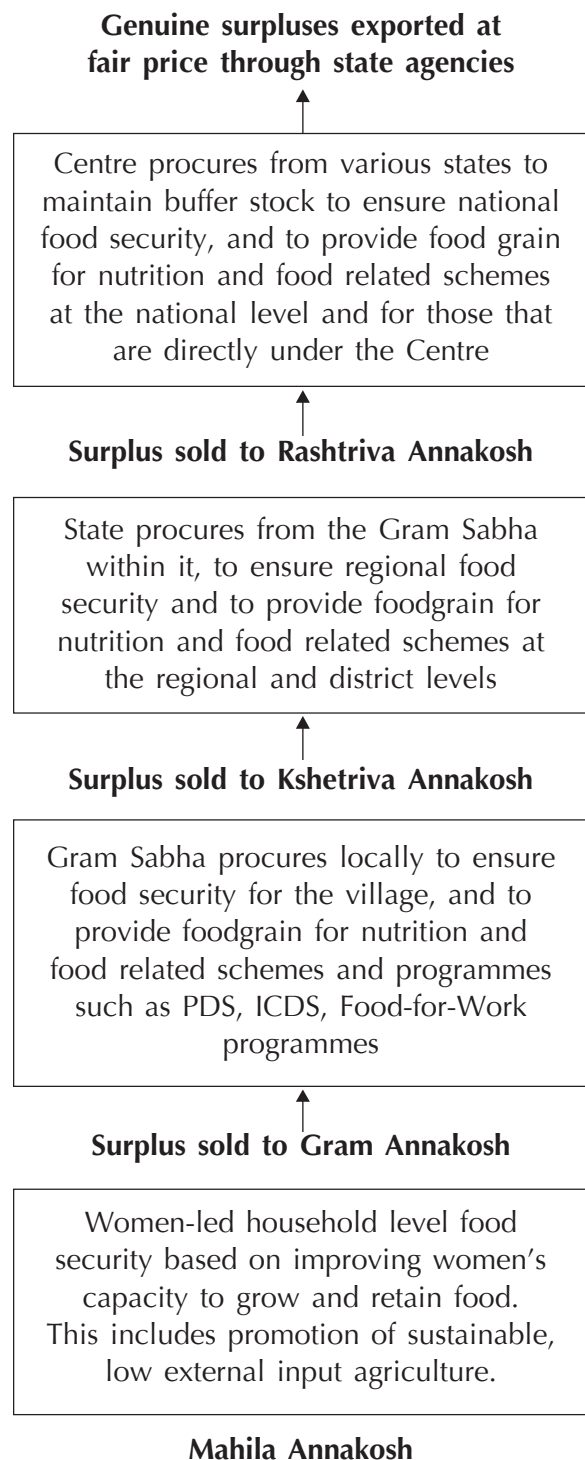 Genuine surpluses exported at
fair price through state agencies
Centre procures from various states to
maintain buffer stock to ensure national
food security, and to provide food grain
for nutrition and food related schemes
at the national level and for those that
are directly under the Centre
Surplus sold to Rashtriva Annakosh
State procures from the Gram Sabha
within it, to ensure regional food
security and to provide foodgrain for
nutrition and food related schemes at
the regional and district levels
Surplus sold to Kshetriva Annakosh
Gram Sabha procures locally to ensure
food security for the village, and to
provide foodgrain for nutrition and
food related schemes and programmes
such as PDS, ICDS, Food-for-Work
programmes
Surplus sold to Gram Annakosh
Women-led household level food
security based on improving women’s
capacity to grow and retain food.
This includes promotion of sustainable,
low external input agriculture.
Mahila Annakosh